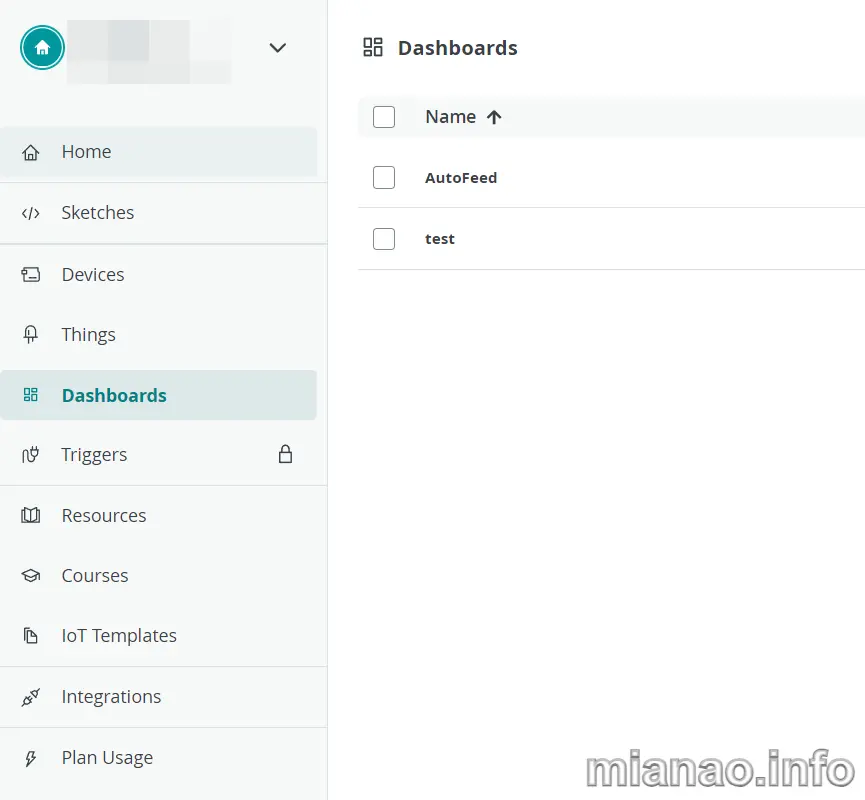 Home
Sketches
Devices
Things
Dashboards
Triggers
Resources
Courses
IoT Templates
Integrations
Plan Usage
Dashboards
Name
AutoFeed
test
mianao.info